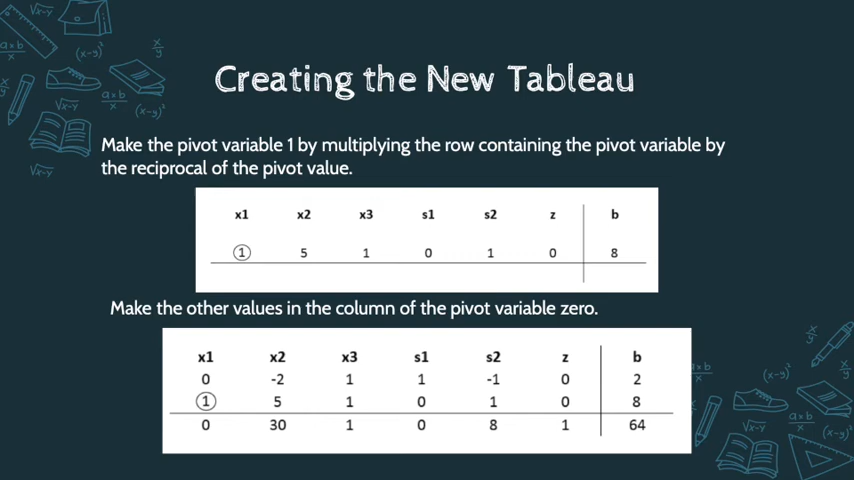 Creating the New Tableau
Make the pivot variable 1 by multiplying the row containing the pivot variable by
the reciprocal of the pivot value.
x1 x2 x3 s1 s2 z b
1 5 1 0 1 0 8
Make the other values in the column of the pivot variable zero.
x1 x2 x3 s1 s2 z b
0 -2 1 1 -1 0 2
1 5 1 0 1 0 8
0 30 1 0 8 1 64